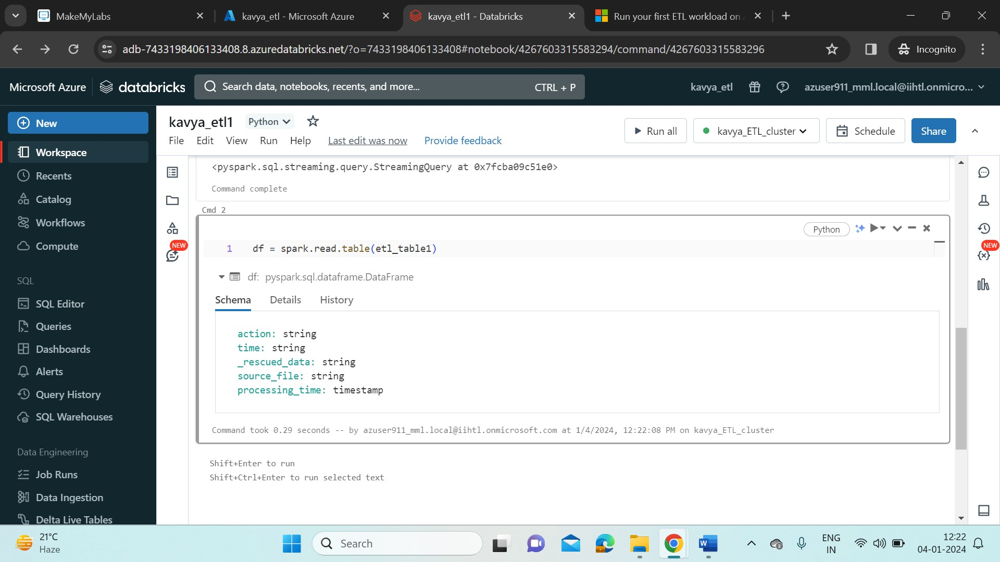 MakeMyLabs
kavya_etl - Microsoft Azure
kavya_etl1 - Databricks
Run your first ETL workload on
adb-7433198406133408.8.azuredatabricks.net/?o=7433198406133408#notebook/4267603315583294/command/4267603315583296
Incognito
Microsoft Azure
databricks
Search data, notebooks, recents, and more...
CTRL + P
kavya_etl
azuser911_mml.local@iihtl.onmicro...
New
Workspace
Recents
Catalog
Workflows
Compute
SQL
SQL Editor
Queries
Dashboards
Alerts
Query History
SQL Warehouses
Data Engineering
Job Runs
Data Ingestion
Delta Live Tables
kavya_etl1
Python
File Edit View Run Help Last edit was now Provide feedback
Run all
kavya_ETL_cluster
Schedule
Share
NEW
NEW
<pyspark.sql.streaming.query.StreamingQuery at 0x7fcba09c51e0>
Command complete
Cmd 2
Python
1 df = spark.read.table(etl_table1)
df: pyspark.sql.dataframe.DataFrame
Schema Details History
action: string
time: string
_rescued_data: string
source_file: string
processing_time: timestamp
Command took 0.29 seconds -- by azuser911_mml.local@iihtl.onmicrosoft.com at 1/4/2024, 12:22:08 PM on kavya_ETL_cluster
Shift+Enter to run
Shift+Ctrl+Enter to run selected text
21°C
Haze
Search
W
ENG
IN
12:22
04-01-2024